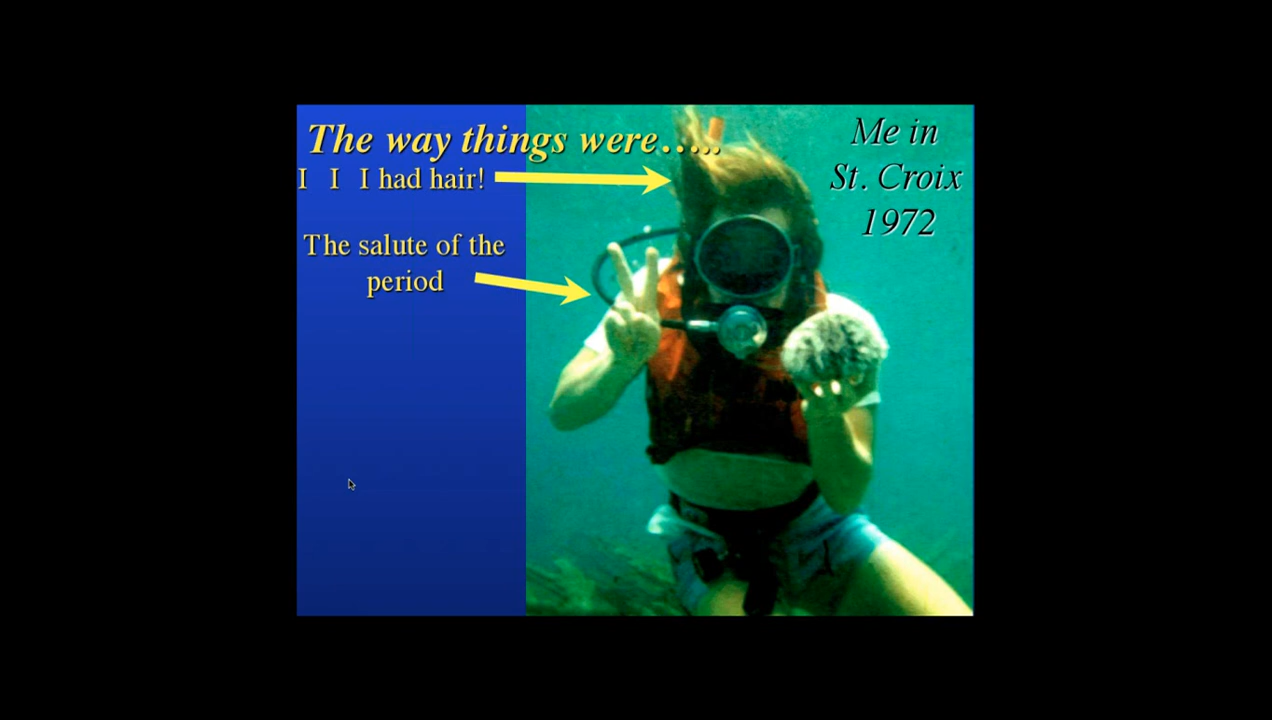 The way things were…..
I I I had hair!
The salute of the
period
Me in
St. Croix
1972